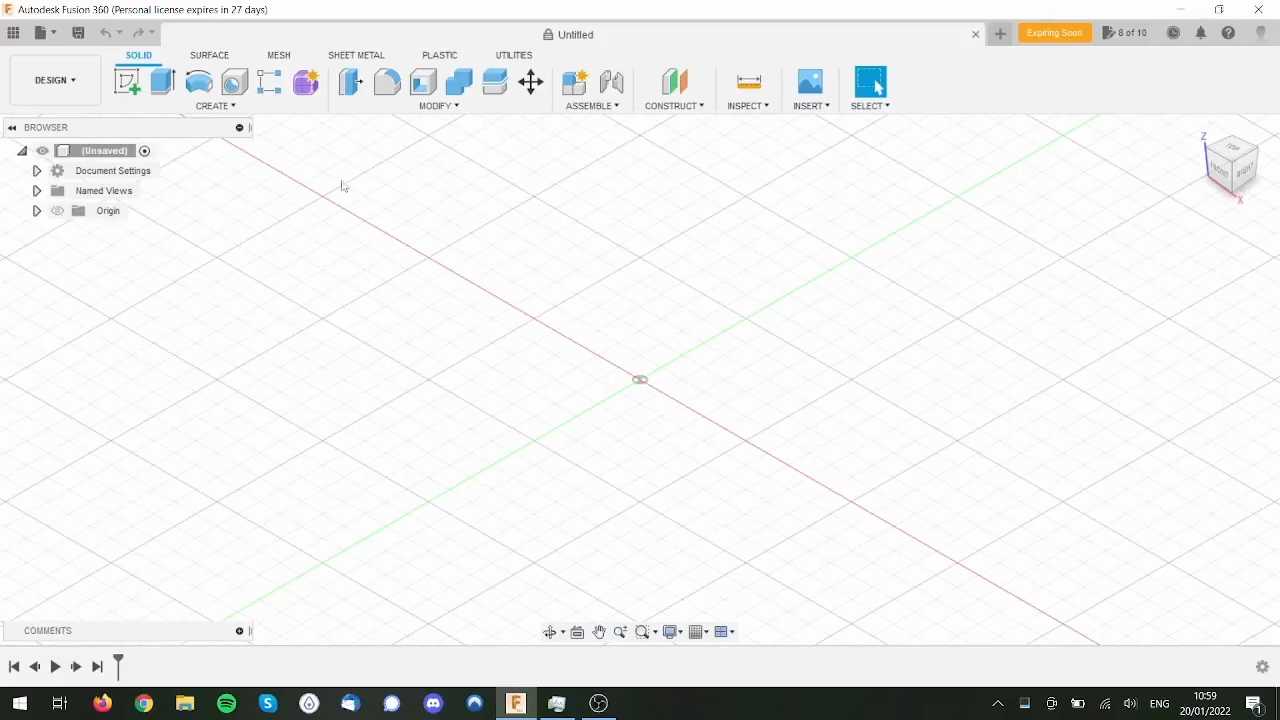 Autodesk Fusion 360 (Personal license expires in 27 days)
Untitled
Expiring Soon
8 of 10
DESIGN
SOLID
SURFACE
MESH
SHEET METAL
PLASTIC
UTILITIES
CREATE
MODIFY
ASSEMBLE
CONSTRUCT
INSPECT
INSERT
SELECT
BROWSER
(Unsaved)
Document Settings
Named Views
Origin
Z
TOP
FRONT
RIGHT
X
COMMENTS
ENG
10:59
20/01/2022